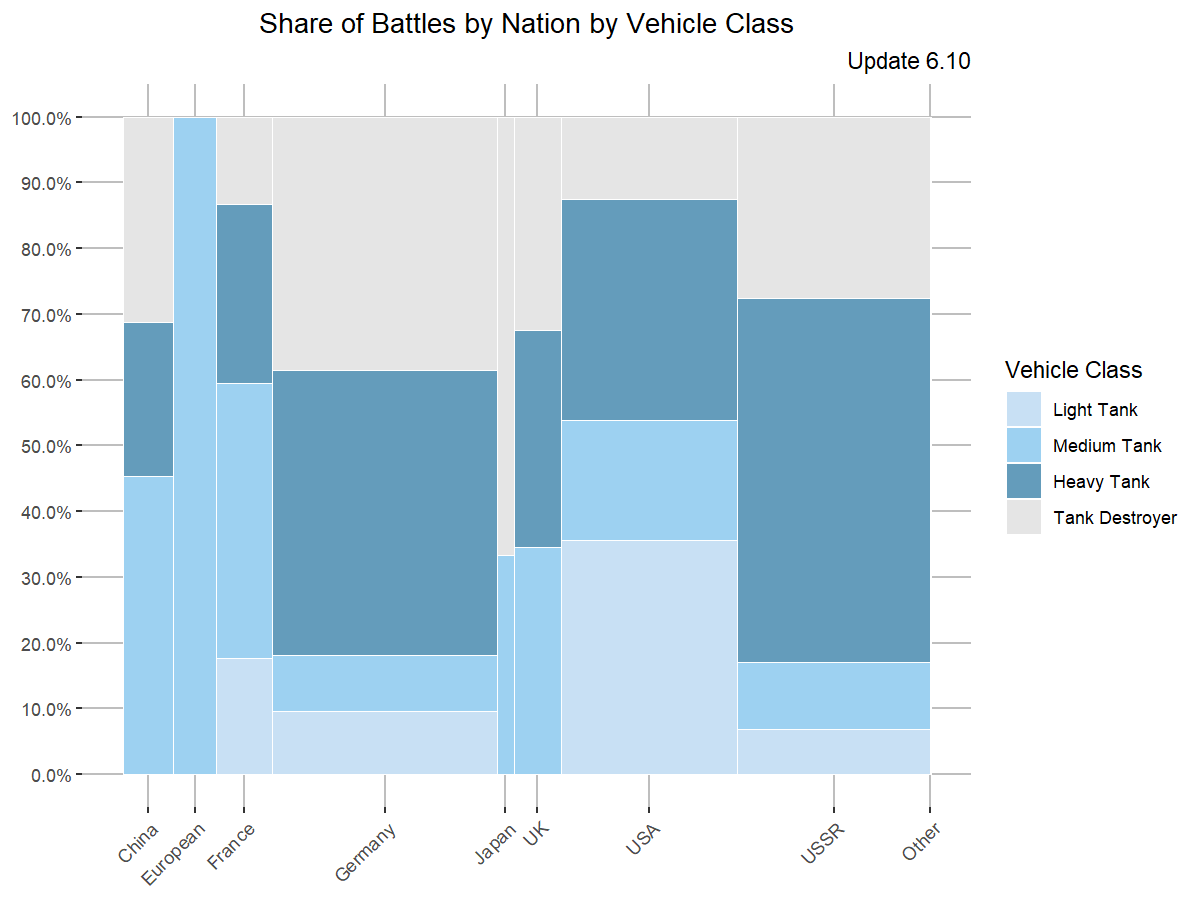 Share of Battles by Nation by Vehicle Class
Update 6.10
100.0%
90.0%
80.0%
70.0%
60.0%
50.0%
40.0%
30.0%
20.0%
10.0%
0.0%
China
European
France
Germany
Japan
UK
USA
USSR
Other
Vehicle Class
Light Tank
Medium Tank
Heavy Tank
Tank Destroyer